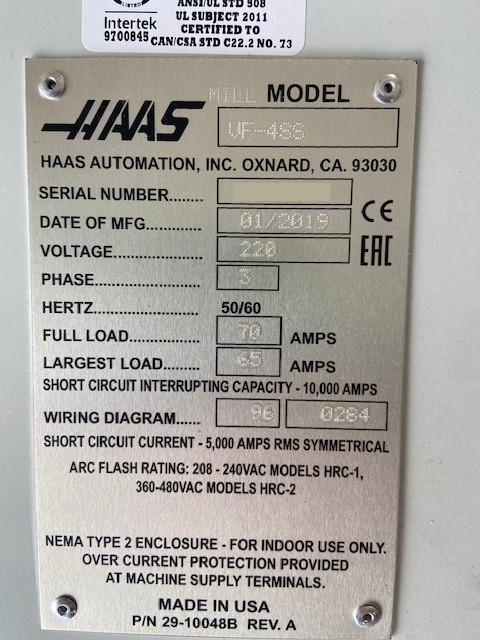 ANSI/UL STD 508
UL SUBJECT 2011
Intertek CERTIFIED TO
9700845 CAN/CSA STD C22.2 NO. 73
MILL MODEL
HAAS VF-4SS
HAAS AUTOMATION, INC. OXNARD, CA. 93030
SERIAL NUMBER........
DATE OF MFG............ 01/2019 CE
VOLTAGE.................. 220 EAC
PHASE...................... 3
HERTZ...................... 50/60
FULL LOAD............... 70 AMPS
LARGEST LOAD........ 65 AMPS
SHORT CIRCUIT INTERRUPTING CAPACITY - 10,000 AMPS
WIRING DIAGRAM...... 96 0284
SHORT CIRCUIT CURRENT - 5,000 AMPS RMS SYMMETRICAL
ARC FLASH RATING: 208 - 240VAC MODELS HRC-1,
360-480VAC MODELS HRC-2
NEMA TYPE 2 ENCLOSURE - FOR INDOOR USE ONLY.
OVER CURRENT PROTECTION PROVIDED
AT MACHINE SUPPLY TERMINALS.
MADE IN USA
P/N 29-10048B REV. A